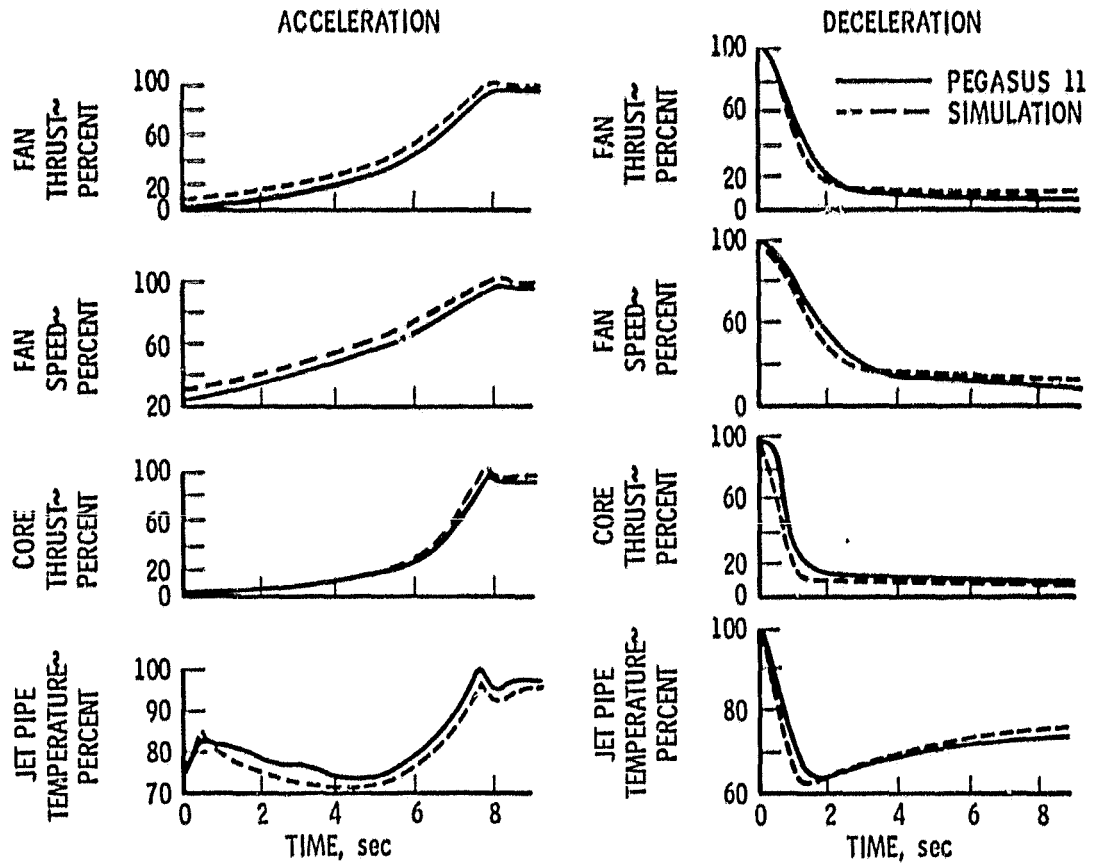 ACCELERATION
DECELERATION
FAN
THRUST~
PERCENT
100
60
20
0
FAN
THRUST~
PERCENT
100
60
20
0
PEGASUS 11
SIMULATION
FAN
SPEED~
PERCENT
100
60
20
FAN
SPEED~
PERCENT
100
60
0
CORE
THRUST~
PERCENT
100
60
20
0
CORE
THRUST~
PERCENT
100
60
20
0
JET PIPE
TEMPERATURE~
PERCENT
100
90
80
70
0 2 4 6 8
TIME, sec
JET PIPE
TEMPERATURE~
PERCENT
100
80
60
0 2 4 6 8
TIME, sec